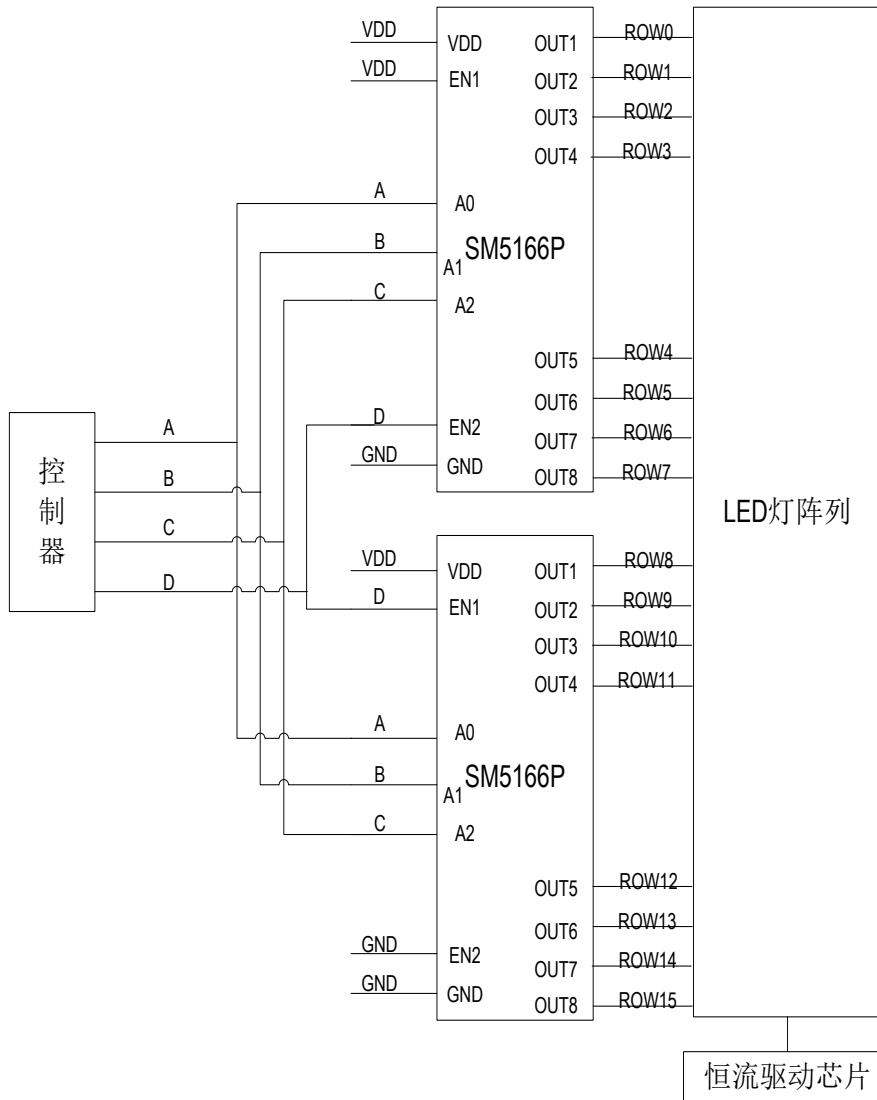 VDD
VDD
VDD
EN1
A
A0
B
A1
C
A2
SM5166P
D
EN2
GND
GND
OUT1
OUT2
OUT3
OUT4
OUT5
OUT6
OUT7
OUT8
ROW0
ROW1
ROW2
ROW3
ROW4
ROW5
ROW6
ROW7
控制器
A
B
C
D
VDD
VDD
D
EN1
A
A0
B
A1
C
A2
SM5166P
GND
EN2
GND
GND
OUT1
OUT2
OUT3
OUT4
OUT5
OUT6
OUT7
OUT8
ROW8
ROW9
ROW10
ROW11
ROW12
ROW13
ROW14
ROW15
LED灯阵列
恒流驱动芯片